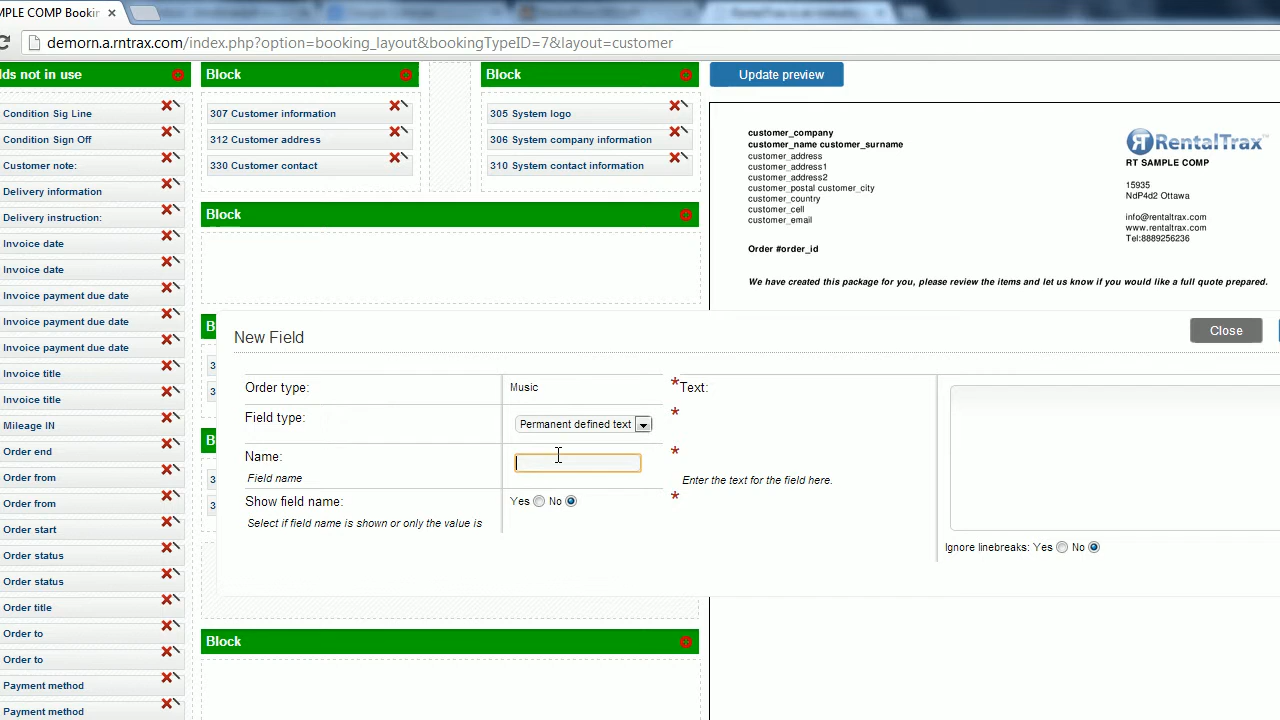 MPLE COMP Bookir
demorn.a.rntrax.com/index.php?option=booking_layout&bookingTypeID=7&layout=customer
lds not in use
Condition Sig Line
Condition Sign Off
Customer note:
Delivery information
Delivery instruction:
Invoice date
Invoice date
Invoice payment due date
Invoice payment due date
Invoice payment due date
Invoice title
Invoice title
Mileage IN
Order end
Order from
Order from
Order start
Order status
Order status
Order title
Order to
Order to
Payment method
Payment method
Block
307 Customer information
312 Customer address
330 Customer contact
Block
305 System logo
306 System company information
310 System contact information
Block
Update preview
customer_company
customer_name customer_surname
customer_address
customer_address1
customer_address2
customer_postal customer_city
customer_country
customer_cell
customer_email
Order #order_id
RentalTrax™
RT SAMPLE COMP
15935
NdP4d2 Ottawa
info@rentaltrax.com
www.rentaltrax.com
Tel:8889256236
We have created this package for you, please review the items and let us know if you would like a full quote prepared.
B
3
3
B
3
3
New Field
Close
Order type:
Music
*
Field type:
Permanent defined text
*
Name:
Field name
*
Show field name:
Yes No
*
Select if field name is shown or only the value is
Text:
Enter the text for the field here.
Ignore linebreaks: Yes No
Block